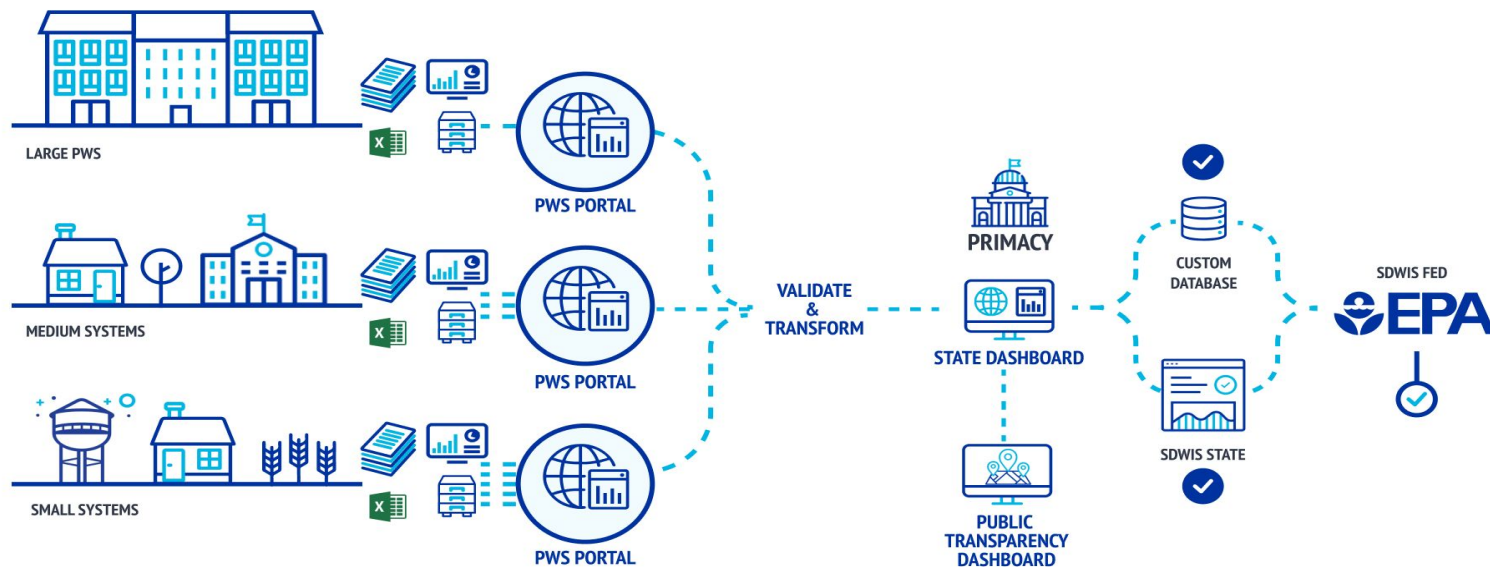 LARGE PWS
X
PWS PORTAL
MEDIUM SYSTEMS
X
PWS PORTAL
SMALL SYSTEMS
X
PWS PORTAL
VALIDATE
&
TRANSFORM
PRIMACY
STATE DASHBOARD
PUBLIC
TRANSPARENCY
DASHBOARD
CUSTOM
DATABASE
SDWIS STATE
SDWIS FED
EPA